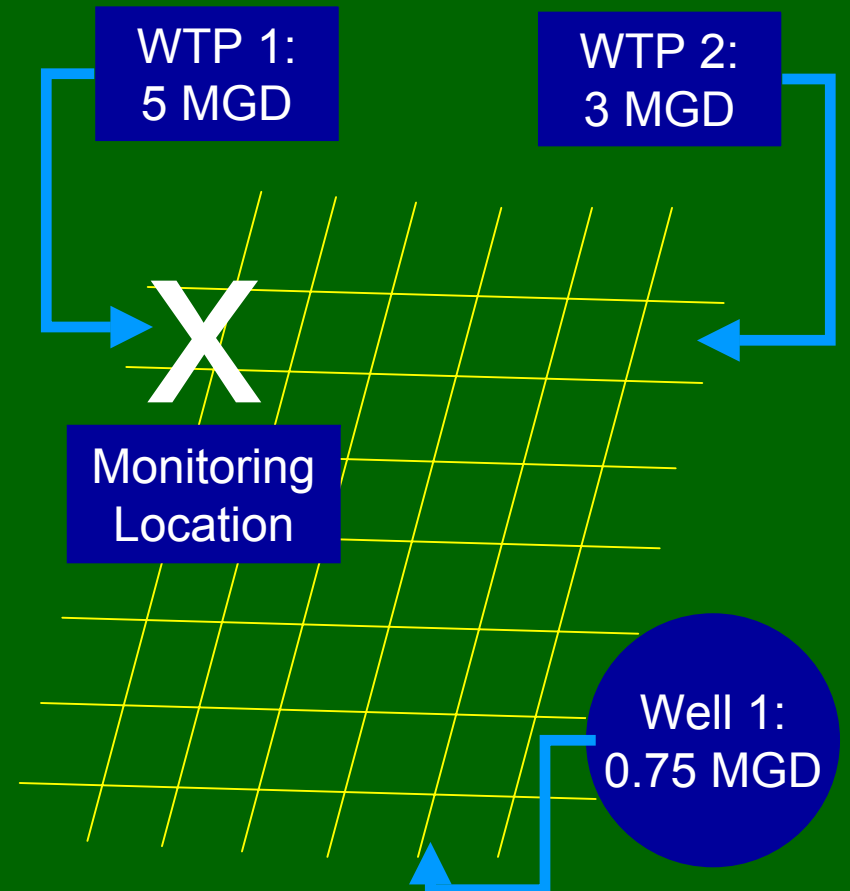 WTP 1:
5 MGD
WTP 2:
3 MGD
X
Monitoring
Location
Well 1:
0.75 MGD